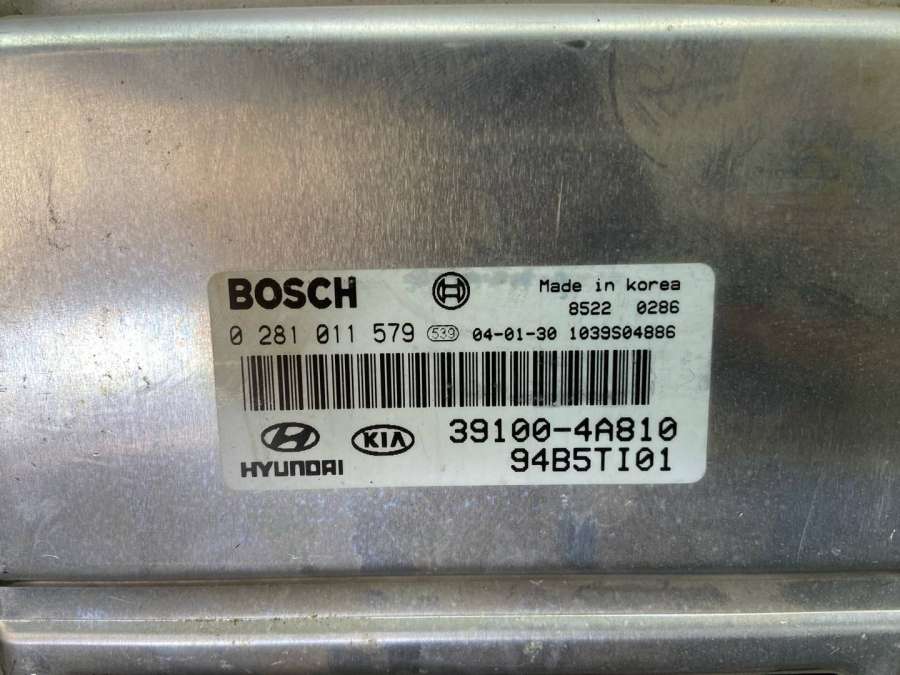 BOSCH Made in korea
8522 0286
0 281 011 579 539 04-01-30 1039S04886
HYUNDAI KIA 39100-4A810
94B5TI01